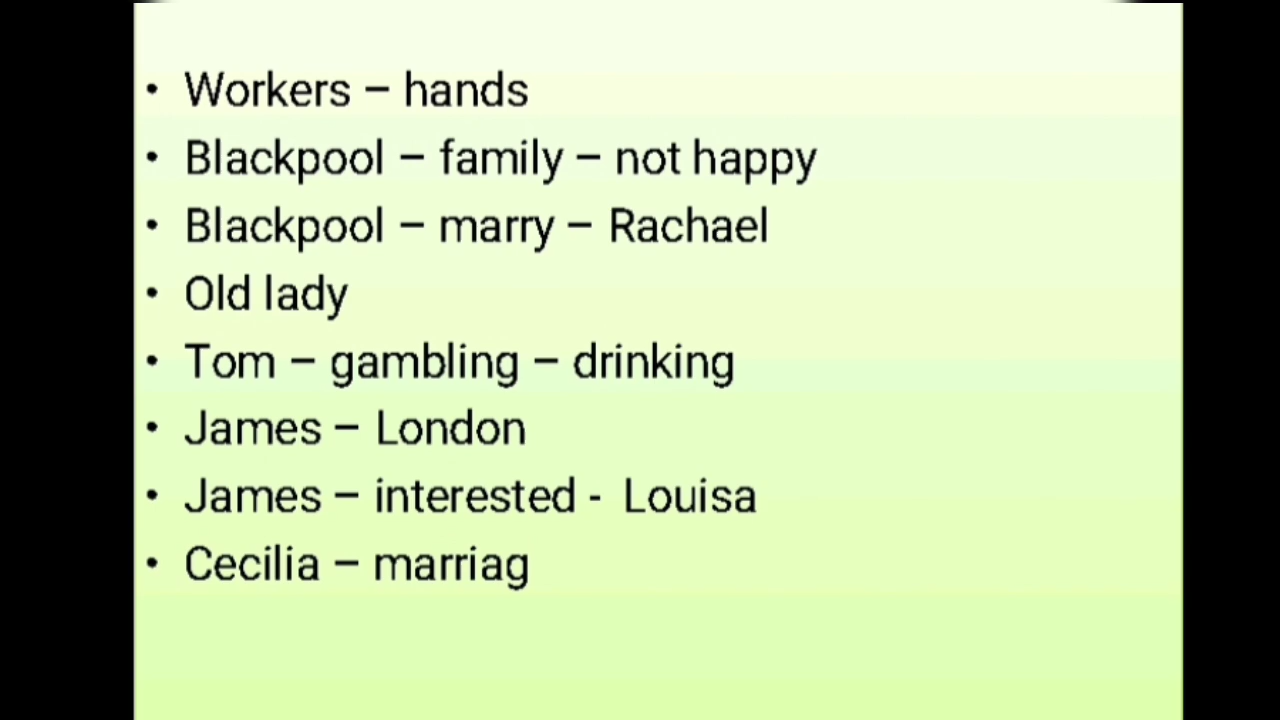 • Workers – hands
• Blackpool – family – not happy
• Blackpool – marry – Rachael
• Old lady
• Tom – gambling – drinking
• James – London
• James – interested - Louisa
• Cecilia – marriag